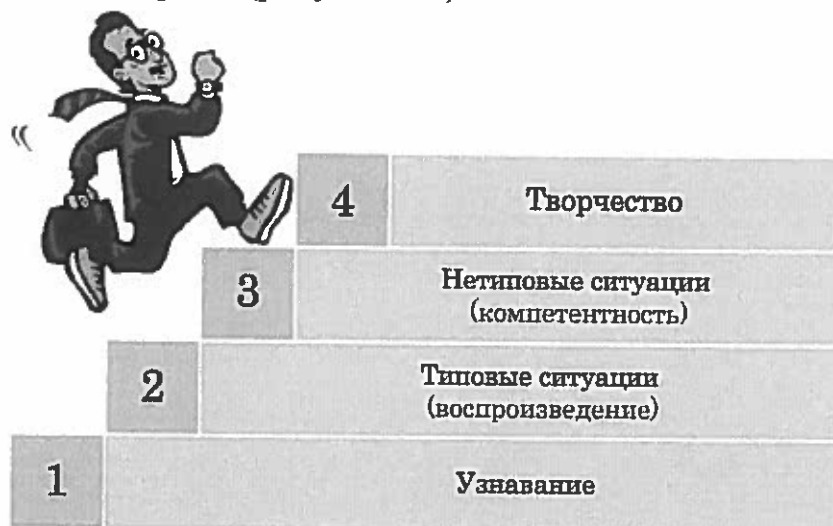 4
Творчество
3
Нетиповые ситуации
(компетентность)
2
Типовые ситуации
(воспроизведение)
1
Узнавание